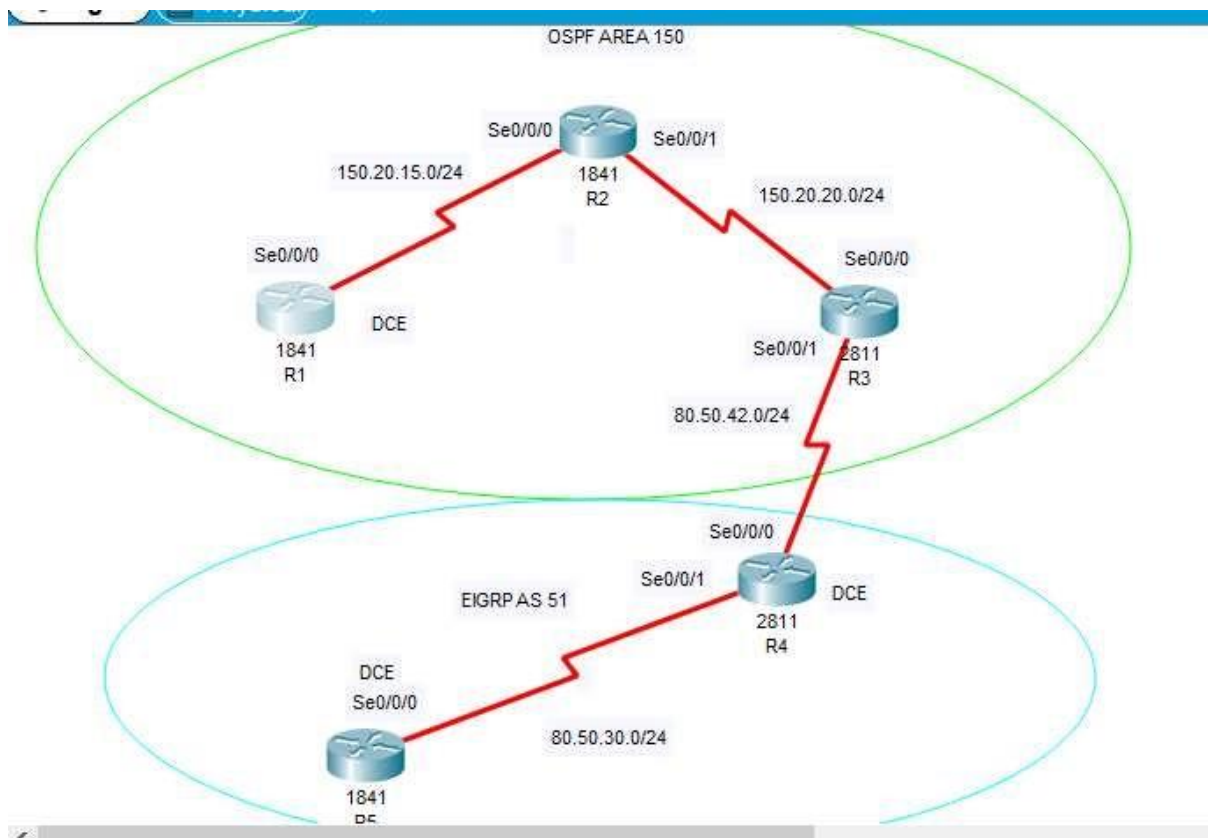 OSPF AREA 150
Se0/0/0
Se0/0/1
1841
R2
150.20.15.0/24
150.20.20.0/24
Se0/0/0
Se0/0/0
DCE
1841
R1
Se0/0/1
2811
R3
80.50.42.0/24
Se0/0/0
Se0/0/1
DCE
EIGRP AS 51
2811
R4
DCE
Se0/0/0
80.50.30.0/24
1841
R5